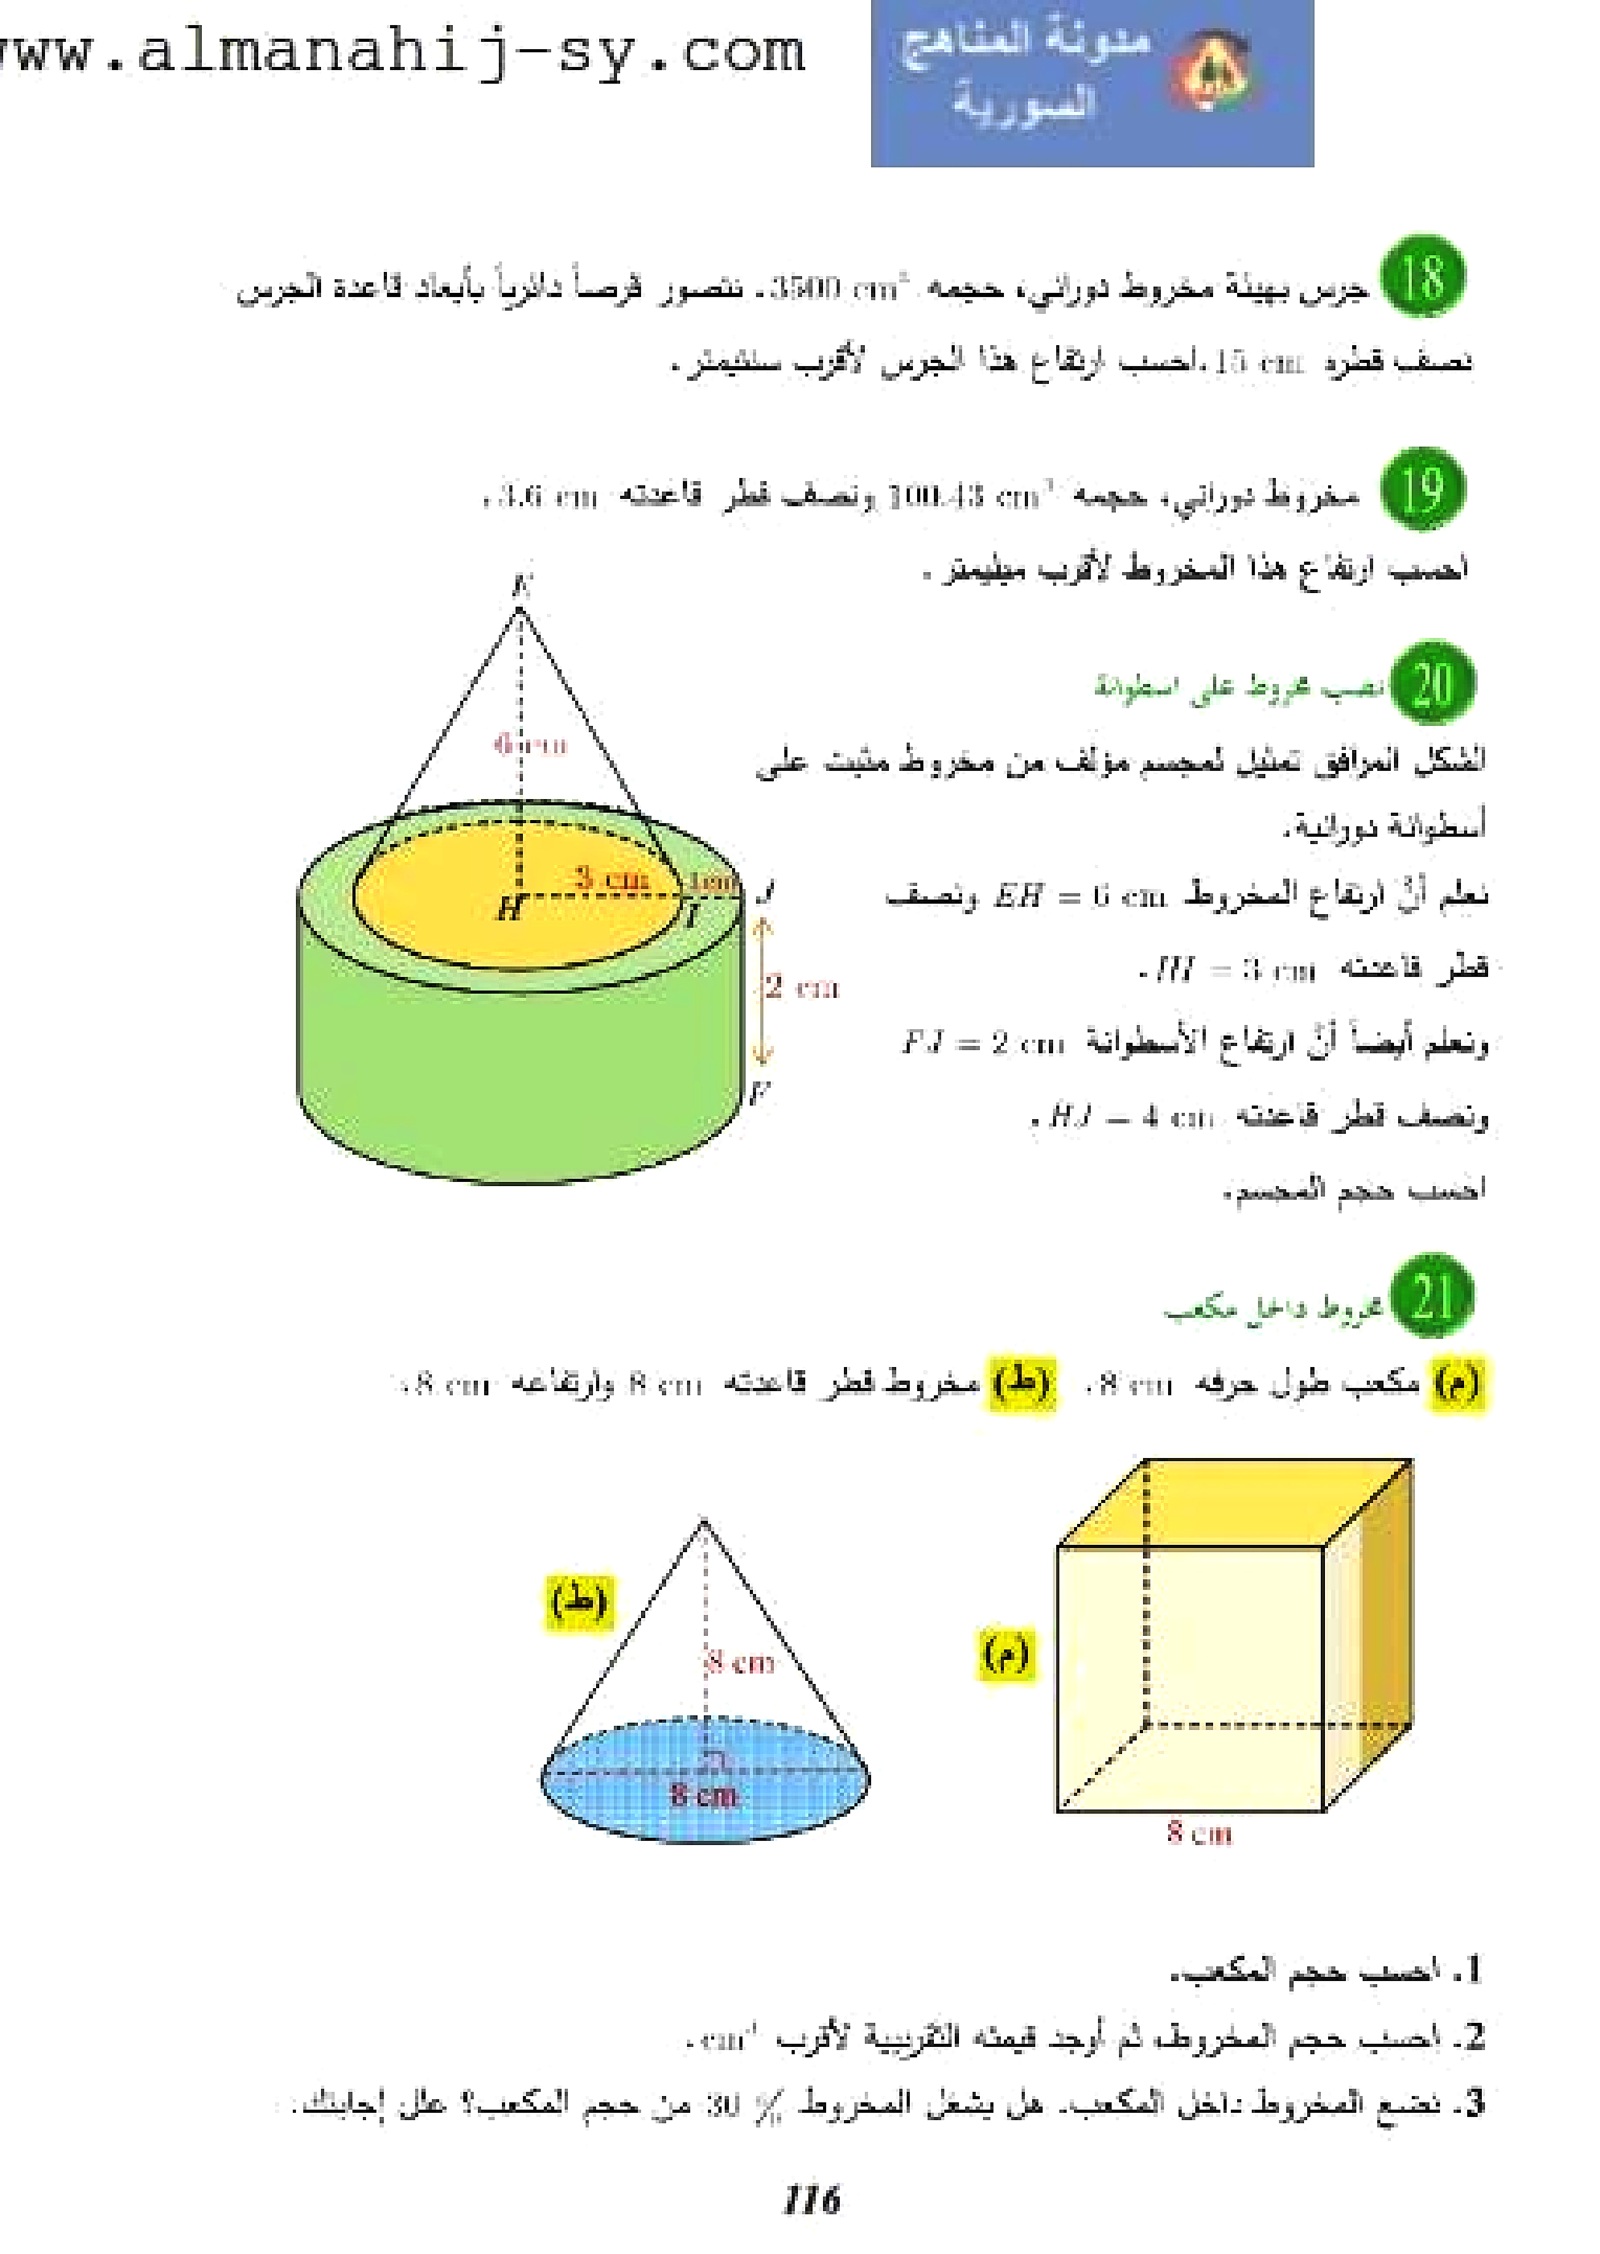 www.almanahij-sy.com
مدونة المناهج
السورية
18 جرس بهيئة مخروط دوراني، حجمه 3500 cm³. نتصور قرصاً دائرياً بأبعاد قاعدة الجرس
نصف قطره 15 cm. احسب ارتفاع هذا الجرس لأقرب سنتيمتر.
19 مخروط دوراني، حجمه 100.43 cm³ ونصف قطر قاعدته 3.6 cm.
احسب ارتفاع هذا المخروط لأقرب ميليمتر.
20 نصب مخروط على اسطوانة
الشكل المرافق تمثيل لمجسم مؤلف من مخروط مثبت على
أسطوانة دورانية.
نعلم أنّ ارتفاع المخروط EH = 6 cm ونصف
قطر قاعدته HI = 3 cm.
ونعلم أيضاً أنّ ارتفاع الأسطوانة FJ = 2 cm
ونصف قطر قاعدته HJ = 4 cm.
احسب حجم المجسم.
E
6 cm
3 cm
1cm
H
I
J
2 cm
F
21 مخروط داخل مكعب
(م) مكعب طول حرفه 8 cm. (ط) مخروط قطر قاعدته 8 cm وارتفاعه 8 cm.
(ط)
8 cm
8 cm
(م)
8 cm
1. احسب حجم المكعب.
2. احسب حجم المخروط، ثم أوجد قيمته التقريبية لأقرب cm³.
3. نضع المخروط داخل المكعب. هل يشغل المخروط 30 % من حجم المكعب؟ علل إجابتك.
116